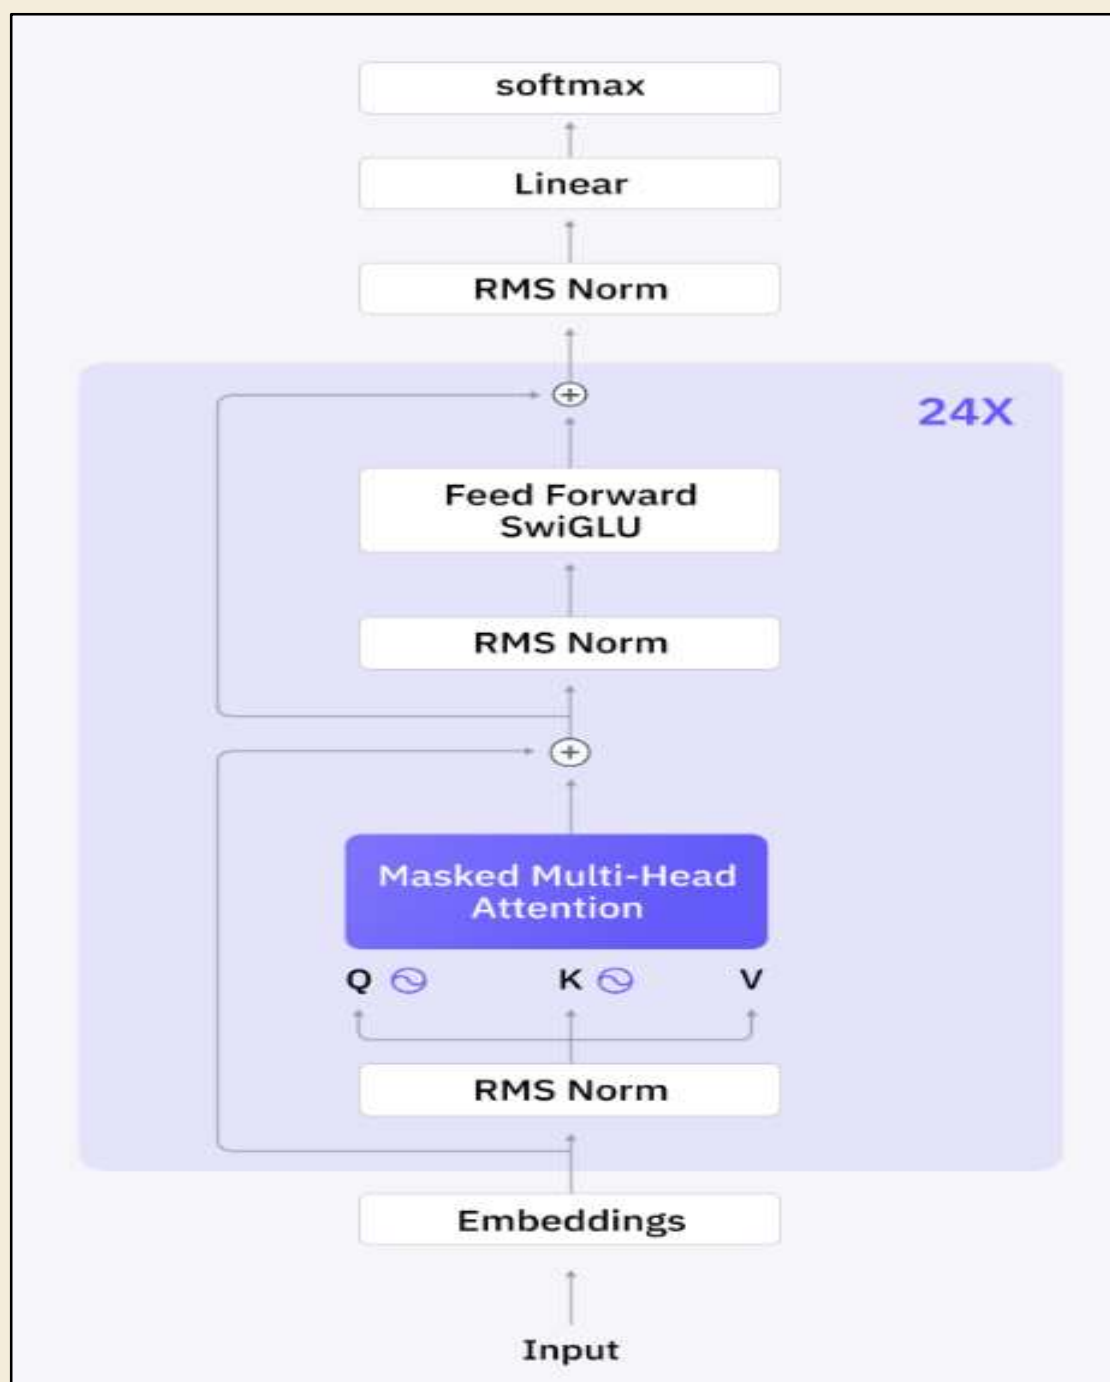 softmax
Linear
RMS Norm
24X
Feed Forward
SwiGLU
RMS Norm
Masked Multi-Head
Attention
Q K V
RMS Norm
Embeddings
Input